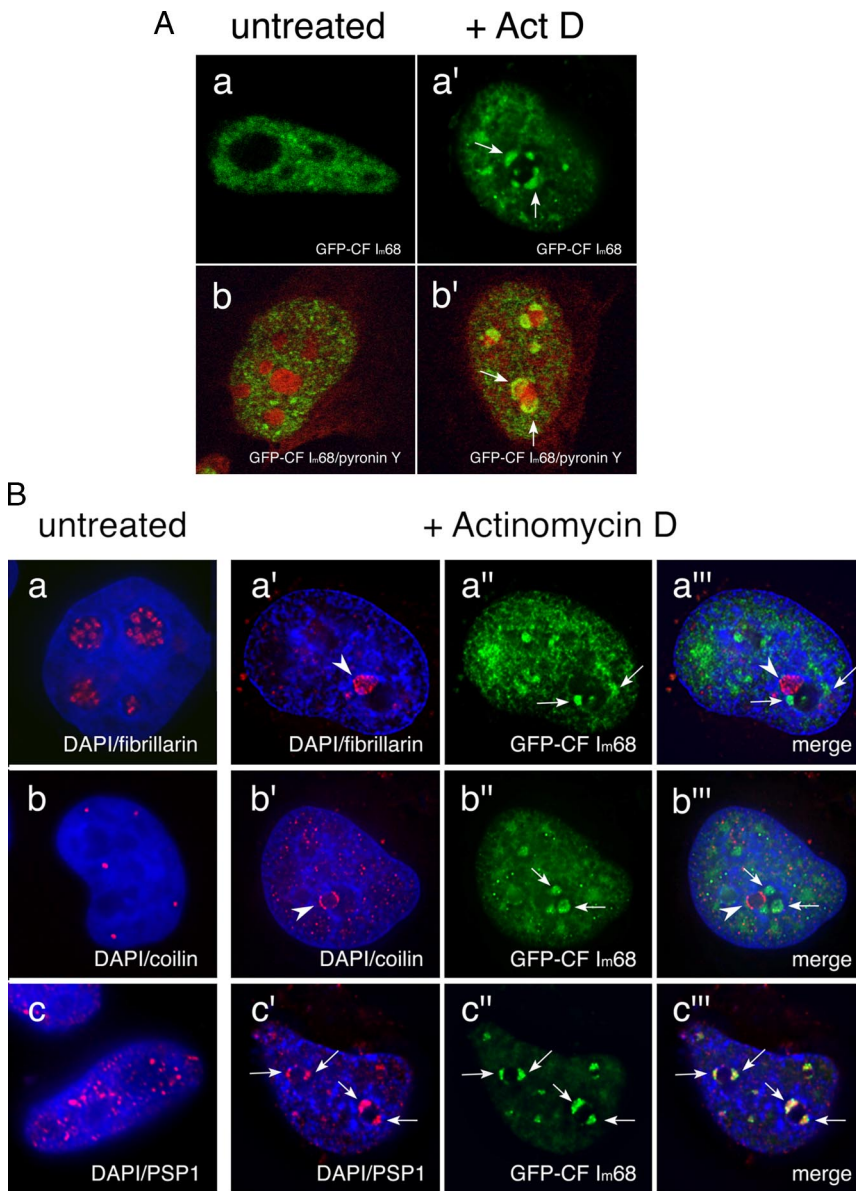 A
untreated
+ Act D
a
GFP-CF Im68
a'
GFP-CF Im68
b
GFP-CF Im68/pyronin Y
b'
GFP-CF Im68/pyronin Y
B
untreated
+ Actinomycin D
a
DAPI/fibrillarin
a'
DAPI/fibrillarin
a''
GFP-CF Im68
a'''
merge
b
DAPI/coilin
b'
DAPI/coilin
b''
GFP-CF Im68
b'''
merge
c
DAPI/PSP1
c'
DAPI/PSP1
c''
GFP-CF Im68
c'''
merge